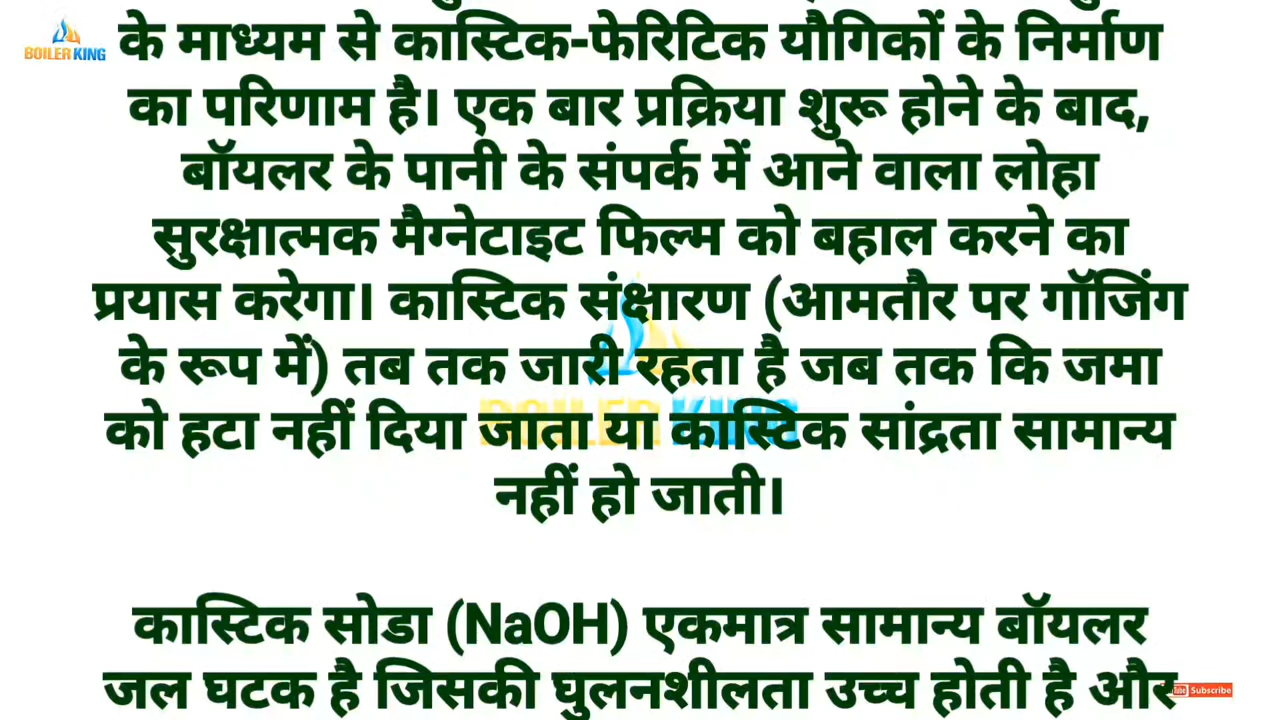 BOILER KING
के माध्यम से कास्टिक-फेरिटिक यौगिकों के निर्माण
का परिणाम है। एक बार प्रक्रिया शुरू होने के बाद,
बॉयलर के पानी के संपर्क में आने वाला लोहा
सुरक्षात्मक मैग्नेटाइट फिल्म को बहाल करने का
प्रयास करेगा। कास्टिक संक्षारण (आमतौर पर गॉजिंग
के रूप में) तब तक जारी रहता है जब तक कि जमा
को हटा नहीं दिया जाता या कास्टिक सांद्रता सामान्य
BOILER KING
नहीं हो जाती।
कास्टिक सोडा (NaOH) एकमात्र सामान्य बॉयलर
जल घटक है जिसकी घुलनशीलता उच्च होती है और
Subscribe